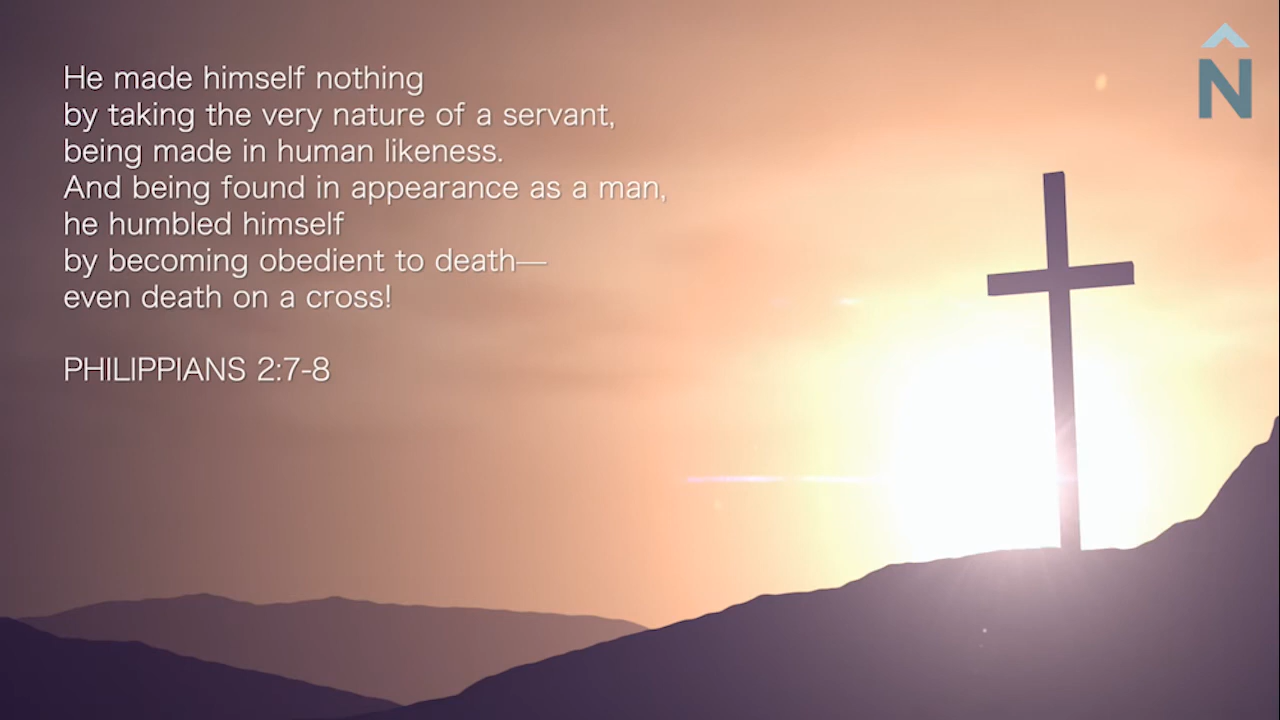 He made himself nothing
by taking the very nature of a servant,
being made in human likeness.
And being found in appearance as a man,
he humbled himself
by becoming obedient to death—
even death on a cross!
PHILIPPIANS 2:7-8
N